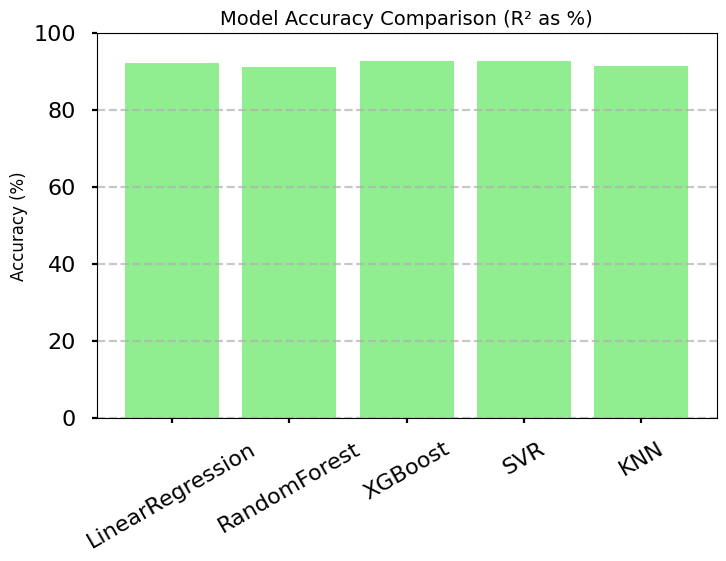 Model Accuracy Comparison (R² as %)
Accuracy (%)
100
80
60
40
20
0
LinearRegression
RandomForest
XGBoost
SVR
KNN